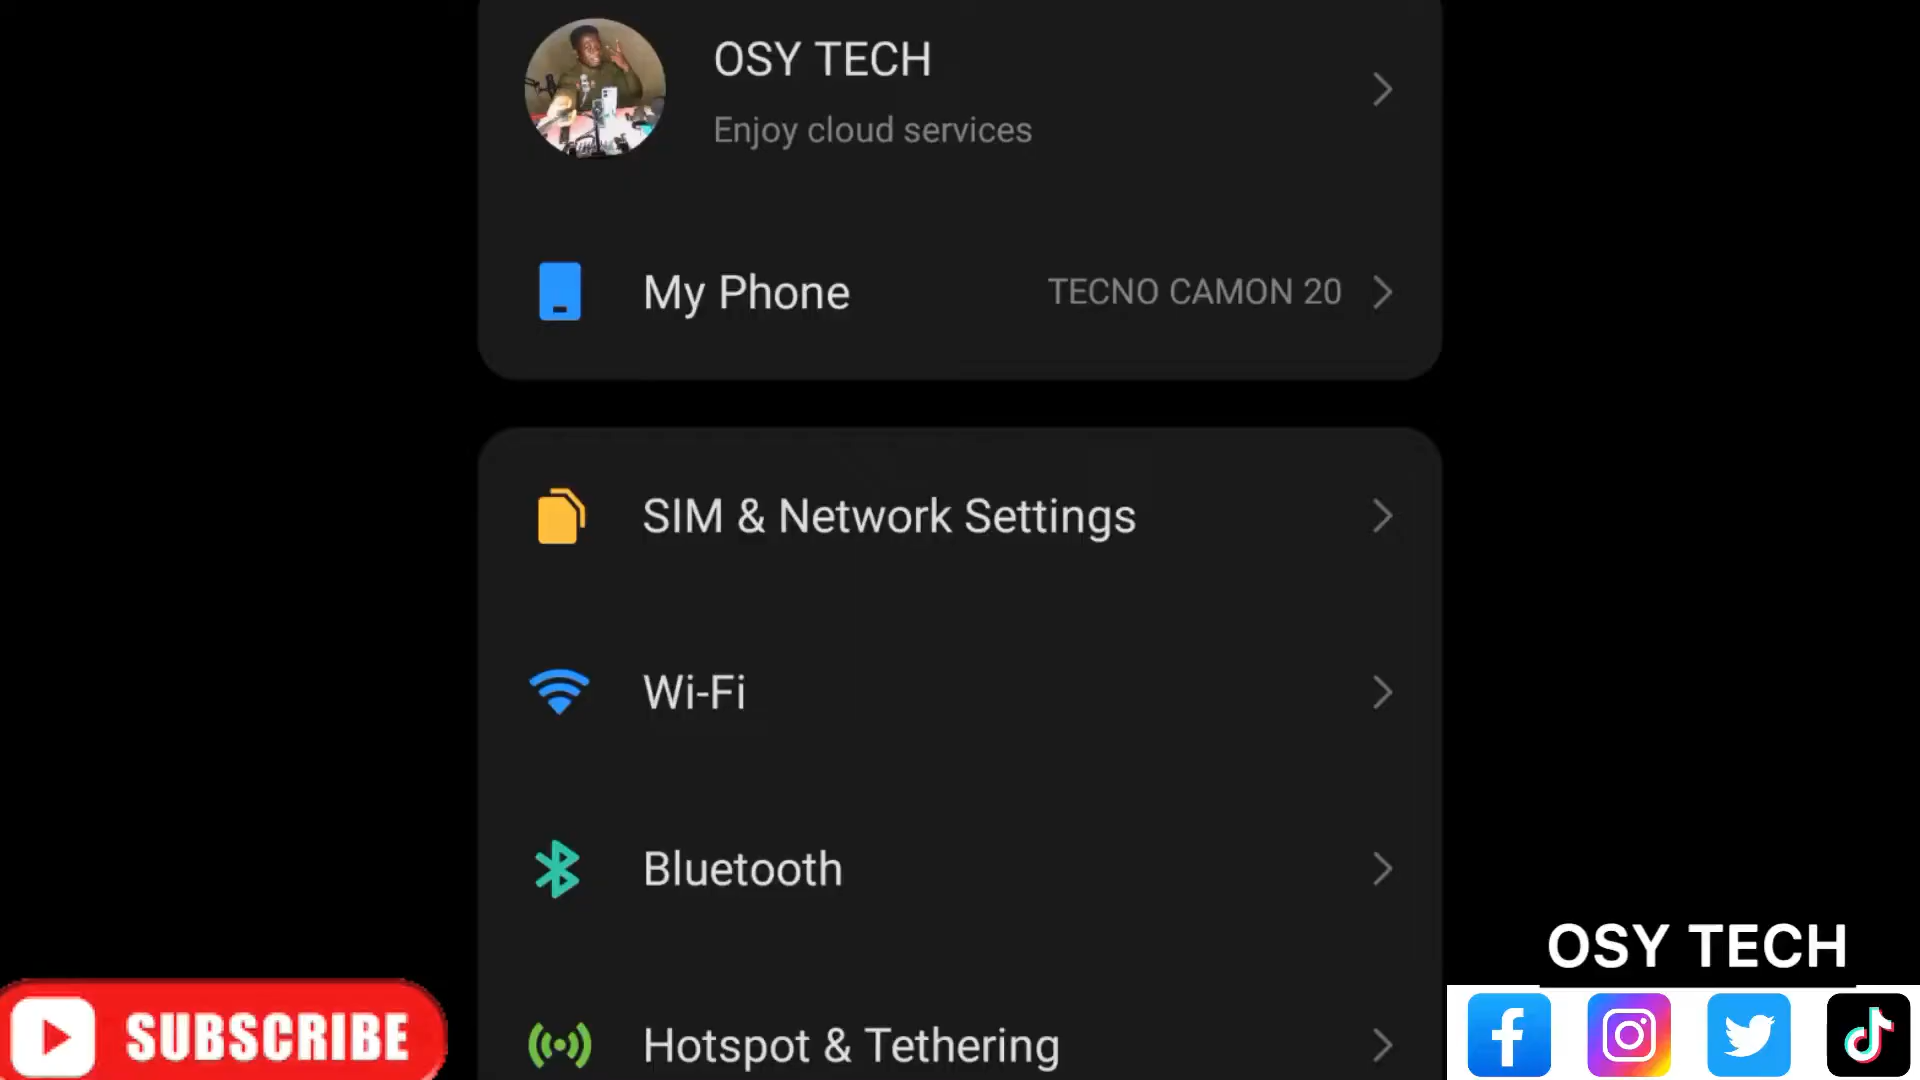 OSY TECH
Enjoy cloud services
My Phone
TECNO CAMON 20
SIM & Network Settings
Wi-Fi
Bluetooth
Hotspot & Tethering
SUBSCRIBE
OSY TECH